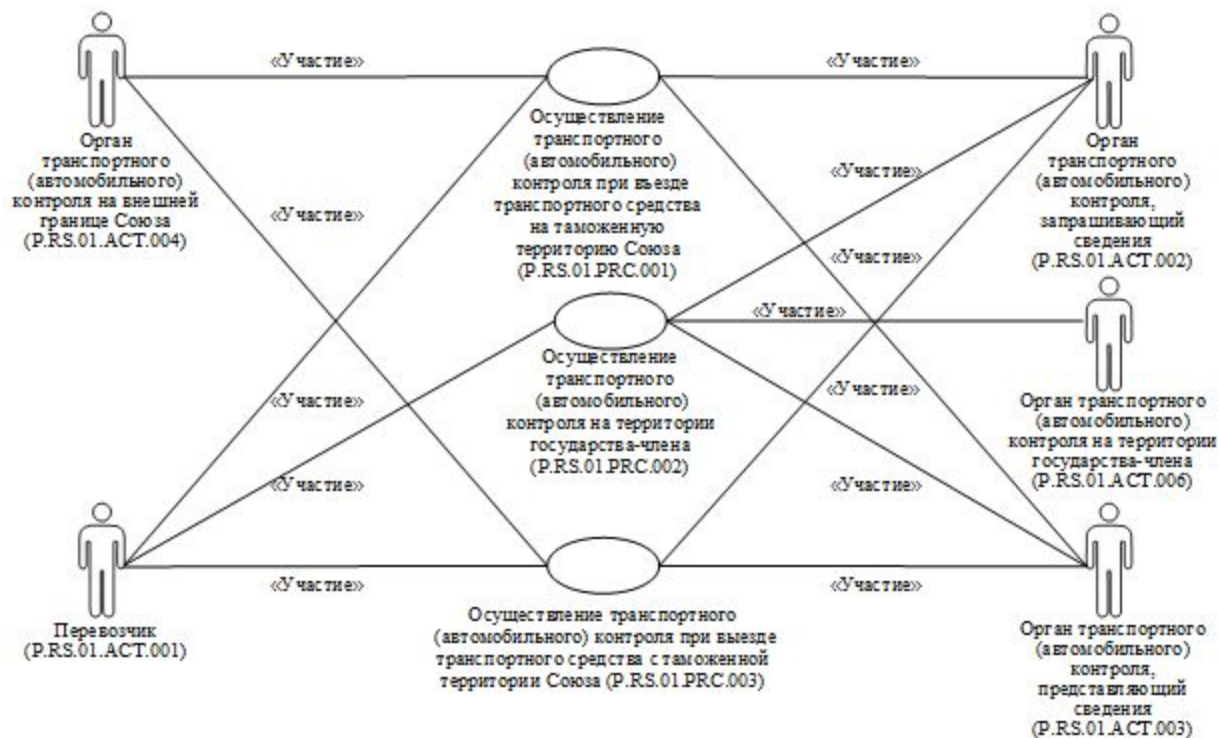 «Участие»
«Участие»
Орган
транспортного
(автомобильного)
контроля на внешней
границе Союза
(P.RS.01.ACT.004)
Осуществление
транспортного
(автомобильного)
контроля при въезде
транспортного средства
на таможенную
территорию Союза
(P.RS.01.PRC.001)
Орган
транспортного
(автомобильного)
контроля,
запрашивающий
сведения
(P.RS.01.ACT.002)
«Участие»
«Участие»
«Участие»
«Участие»
Осуществление
транспортного
(автомобильного)
контроля на территории
государства-члена
(P.RS.01.PRC.002)
Орган транспортного
(автомобильного)
контроля на территории
государства-члена
(P.RS.01.ACT.006)
«Участие»
«Участие»
«Участие»
«Участие»
«Участие»
«Участие»
Перевозчик
(P.RS.01.ACT.001)
Осуществление транспортного
(автомобильного) контроля при выезде
транспортного средства с таможенной
территории Союза (P.RS.01.PRC.003)
Орган транспортного
(автомобильного)
контроля,
представляющий
сведения
(P.RS.01.ACT.003)